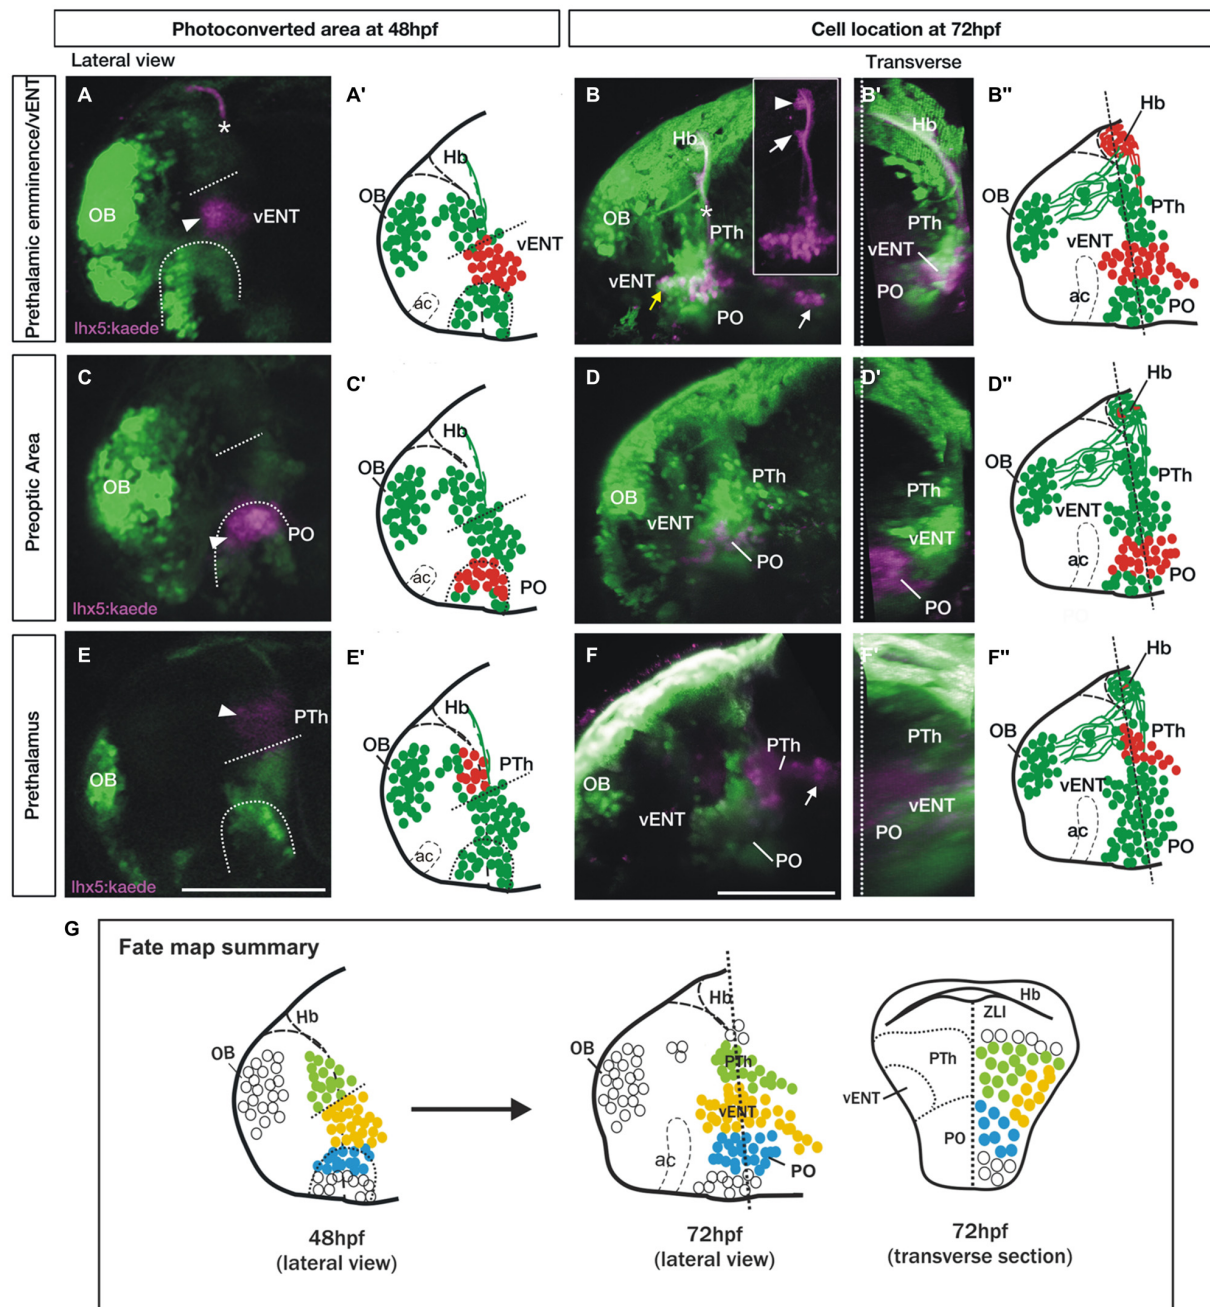 Photoconverted area at 48hpf
Cell location at 72hpf
Lateral view
Transverse
Prethalamic emminence/vENT
A
OB
vENT
*
lhx5:kaede
A'
Hb
OB
vENT
ac
B
Hb
OB
*
PTh
vENT
PO
B'
Hb
vENT
PO
B"
Hb
OB
PTh
vENT
ac
PO
Preoptic Area
C
OB
PO
lhx5:kaede
C'
Hb
OB
ac
PO
D
OB
PTh
vENT
PO
D'
PTh
vENT
PO
D"
Hb
OB
PTh
vENT
ac
PO
Prethalamus
E
PTh
OB
lhx5:kaede
E'
Hb
OB
PTh
ac
F
PTh
OB
vENT
PO
F'
PTh
vENT
PO
F"
Hb
OB
PTh
vENT
ac
PO
G
Fate map summary
Hb
OB
48hpf
(lateral view)
Hb
OB
PTh
vENT
ac
PO
72hpf
(lateral view)
Hb
ZLI
PTh
vENT
PO
72hpf
(transverse section)